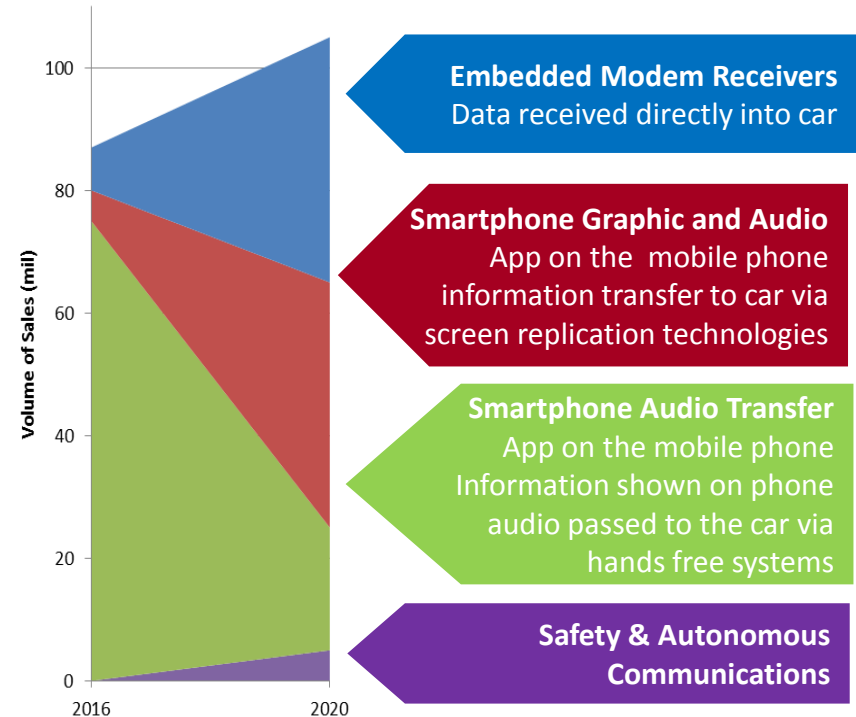 Volume of Sales (mil)
100
80
60
40
20
0
2016
2020
Embedded Modem Receivers
Data received directly into car
Smartphone Graphic and Audio
App on the mobile phone
information transfer to car via
screen replication technologies
Smartphone Audio Transfer
App on the mobile phone
Information shown on phone
audio passed to the car via
hands free systems
Safety & Autonomous
Communications